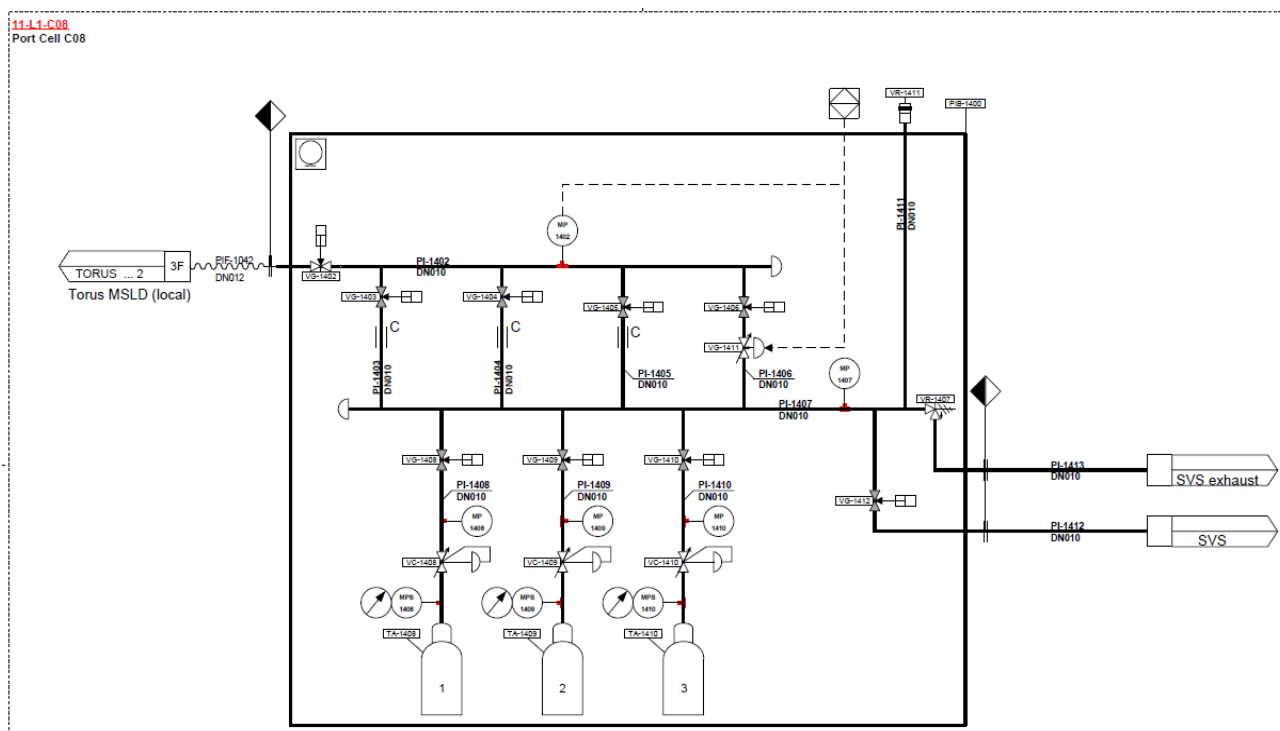 11-L1-C08
Port Cell C08
VR-1411
PIB-1400
PI-1411
DN010
MP
1402
TORUS ... 2
3F
PIF-1042
DN012
Torus MSLD (local)
VG-1402
PI-1402
DN010
VG-1403
VG-1404
VG-1405
VG-1406
C
C
C
VG-1411
PI-1403
DN010
PI-1404
DN010
PI-1405
DN010
PI-1406
DN010
MP
1407
PI-1407
DN010
VR-1407
VG-1408
VG-1409
VG-1410
PI-1408
DN010
PI-1409
DN010
PI-1410
DN010
VG-1412
PI-1413
DN010
SVS exhaust
MP
1408
MP
1409
MP
1410
PI-1412
DN010
SVS
VC-1408
VC-1409
VC-1410
MPS
1408
MPS
1409
MPS
1410
TA-1408
TA-1409
TA-1410
1
2
3